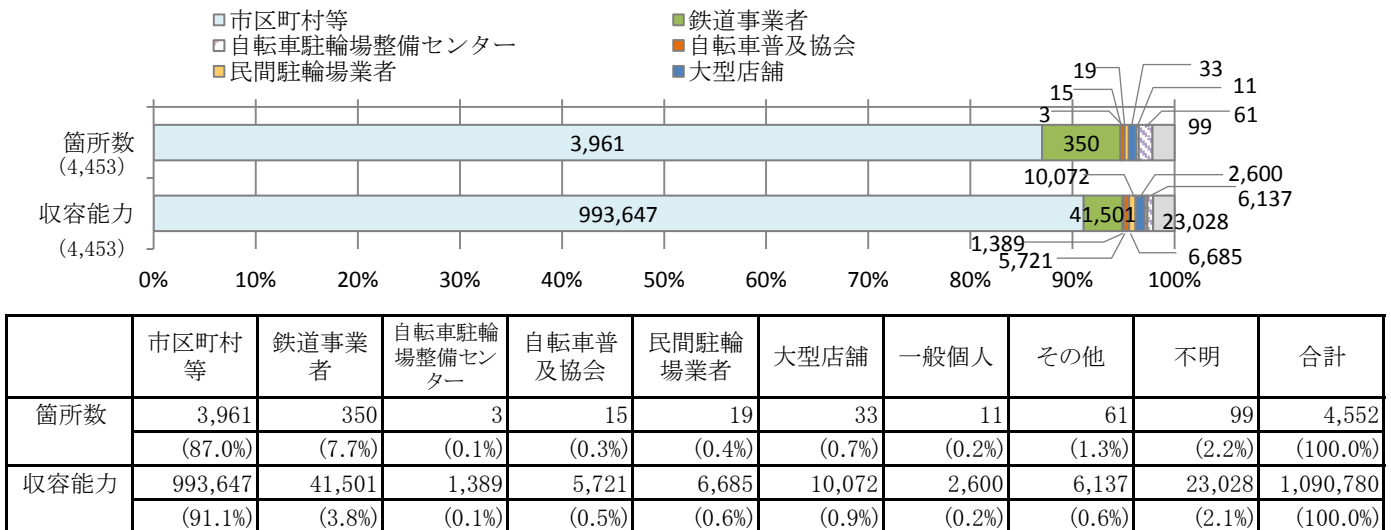 市区町村等 鉄道事業者
自転車駐輪場整備センター 自転車普及協会
民間駐輪場業者 大型店舗
19 33
15 11
3 61
99
箇所数 3,961 350
(4,453)
10,072 2,600
6,137
収容能力 993,647 41,501 23,028
(4,453)
1,389
5,721 6,685
0% 10% 20% 30% 40% 50% 60% 70% 80% 90% 100%
市区町村等 鉄道事業者 自転車駐輪場整備センター 自転車普及協会 民間駐輪場業者 大型店舗 一般個人 その他 不明 合計
箇所数 3,961 350 3 15 19 33 11 61 99 4,552
(87.0%) (7.7%) (0.1%) (0.3%) (0.4%) (0.7%) (0.2%) (1.3%) (2.2%) (100.0%)
収容能力 993,647 41,501 1,389 5,721 6,685 10,072 2,600 6,137 23,028 1,090,780
(91.1%) (3.8%) (0.1%) (0.5%) (0.6%) (0.9%) (0.2%) (0.6%) (2.1%) (100.0%)